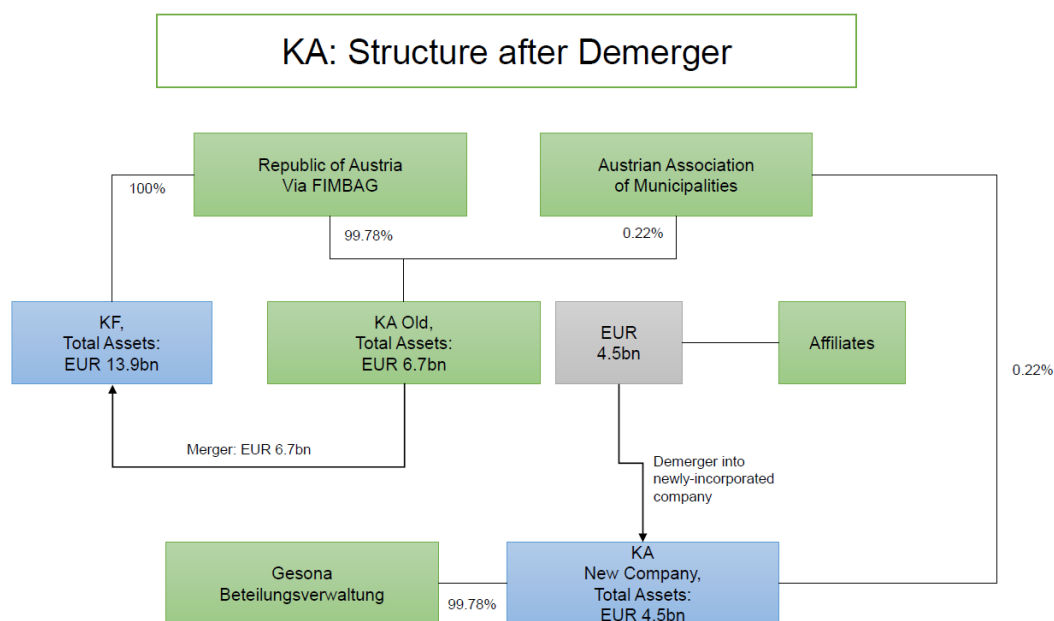 KA: Structure after Demerger
Republic of Austria
Via FIMBAG
Austrian Association
of Municipalities
100%
99.78%
0.22%
KF,
Total Assets:
EUR 13.9bn
KA Old,
Total Assets:
EUR 6.7bn
EUR
4.5bn
Affiliates
0.22%
Merger: EUR 6.7bn
Demerger into
newly-incorporated
company
Gesona
Beteilungsverwaltung
99.78%
KA
New Company,
Total Assets:
EUR 4.5bn